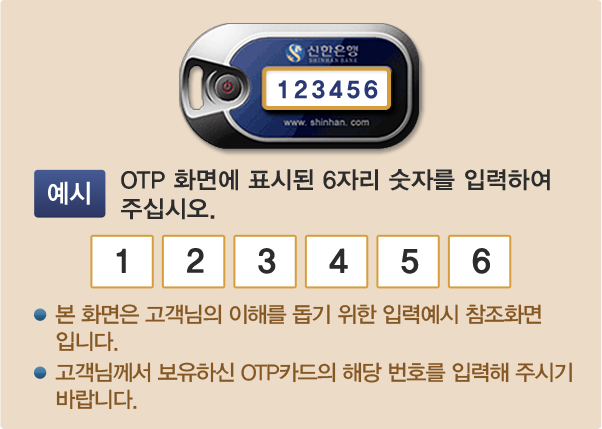 신한은행
SHINHAN BANK
123456
www. shinhan. com
예시
OTP 화면에 표시된 6자리 숫자를 입력하여
주십시오.
1 2 3 4 5 6
본 화면은 고객님의 이해를 돕기 위한 입력예시 참조화면
입니다.
고객님께서 보유하신 OTP카드의 해당 번호를 입력해 주시기
바랍니다.